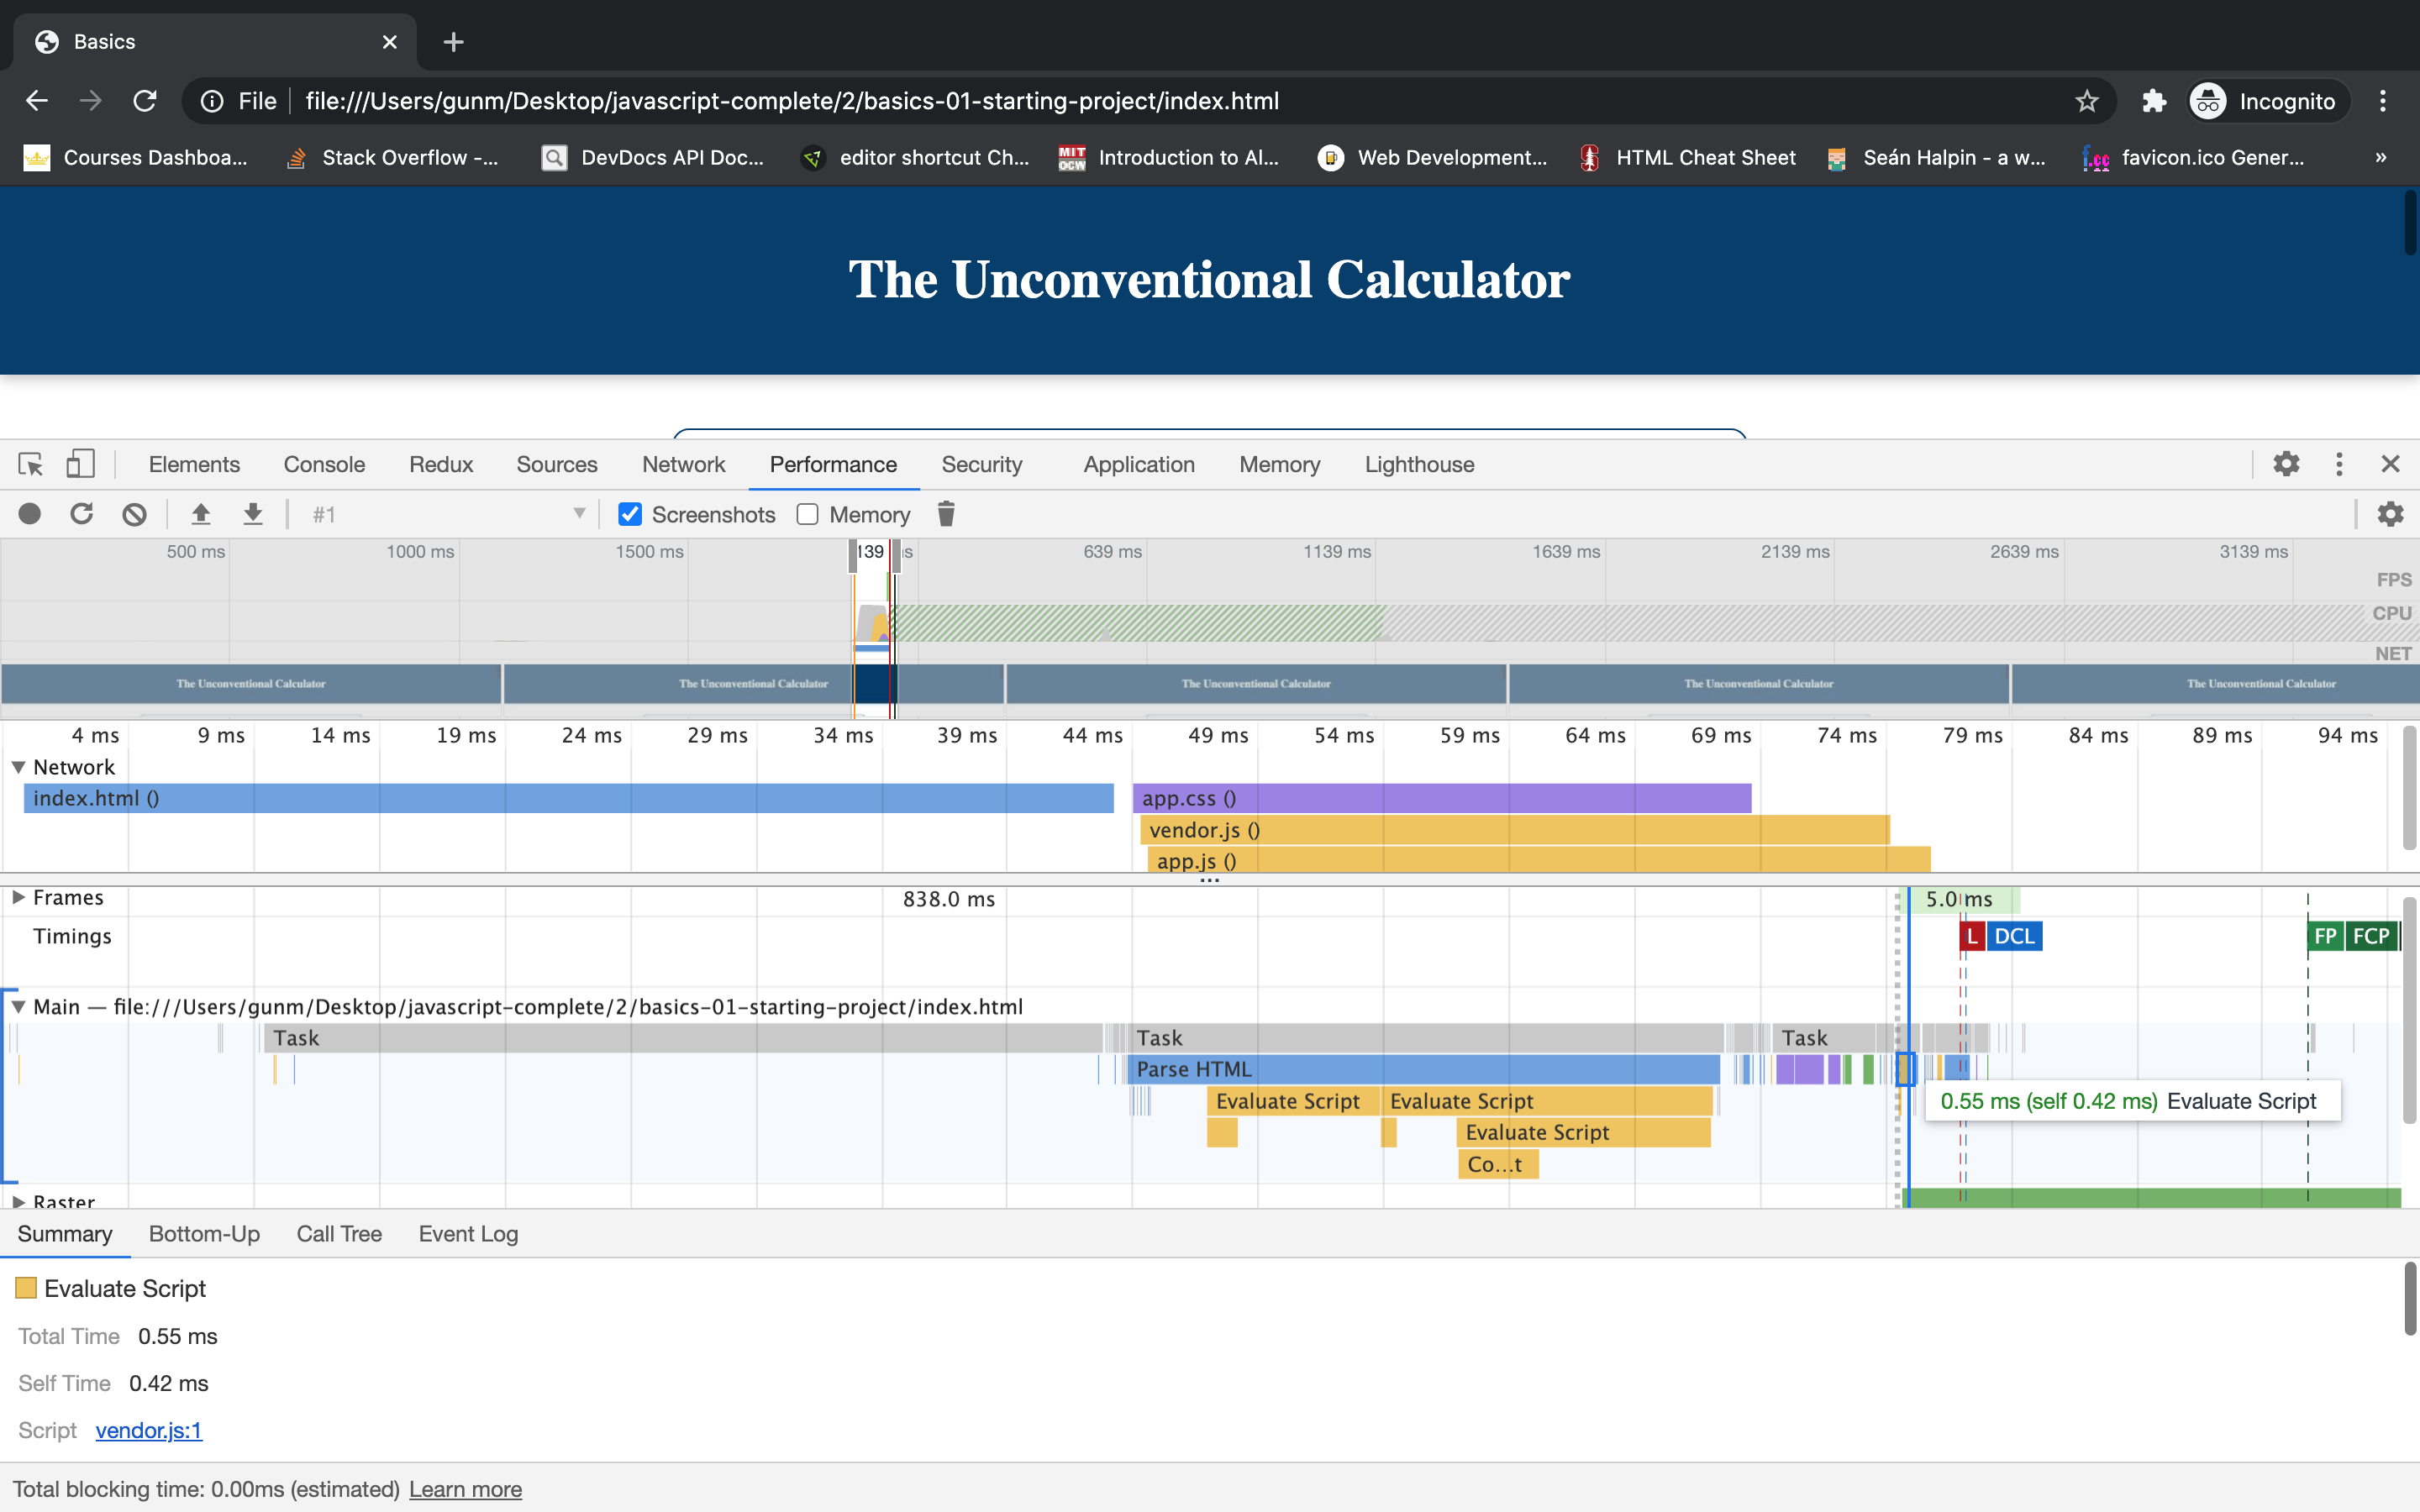 Basics
File file:///Users/gunm/Desktop/javascript-complete/2/basics-01-starting-project/index.html Incognito
Courses Dashboa... Stack Overflow -... DevDocs API Doc... editor shortcut Ch... MIT OCW Introduction to Al... Web Development... HTML Cheat Sheet Seán Halpin - a w... f.cc favicon.ico Gener... »
The Unconventional Calculator
Elements Console Redux Sources Network Performance Security Application Memory Lighthouse
#1 Screenshots Memory
500 ms 1000 ms 1500 ms 139 s 639 ms 1139 ms 1639 ms 2139 ms 2639 ms 3139 ms
FPS
CPU
NET
The Unconventional Calculator The Unconventional Calculator The Unconventional Calculator The Unconventional Calculator The Unconventional Calculator
4 ms 9 ms 14 ms 19 ms 24 ms 29 ms 34 ms 39 ms 44 ms 49 ms 54 ms 59 ms 64 ms 69 ms 74 ms 79 ms 84 ms 89 ms 94 ms
Network
index.html () app.css ()
vendor.js ()
app.js ()
...
Frames 838.0 ms 5.0 ms
Timings L DCL FP FCP
Main — file:///Users/gunm/Desktop/javascript-complete/2/basics-01-starting-project/index.html
Task Task Task
Parse HTML
Evaluate Script Evaluate Script 0.55 ms (self 0.42 ms) Evaluate Script
Evaluate Script
Co...t
Raster
Summary Bottom-Up Call Tree Event Log
Evaluate Script
Total Time 0.55 ms
Self Time 0.42 ms
Script vendor.js:1
Total blocking time: 0.00ms (estimated) Learn more